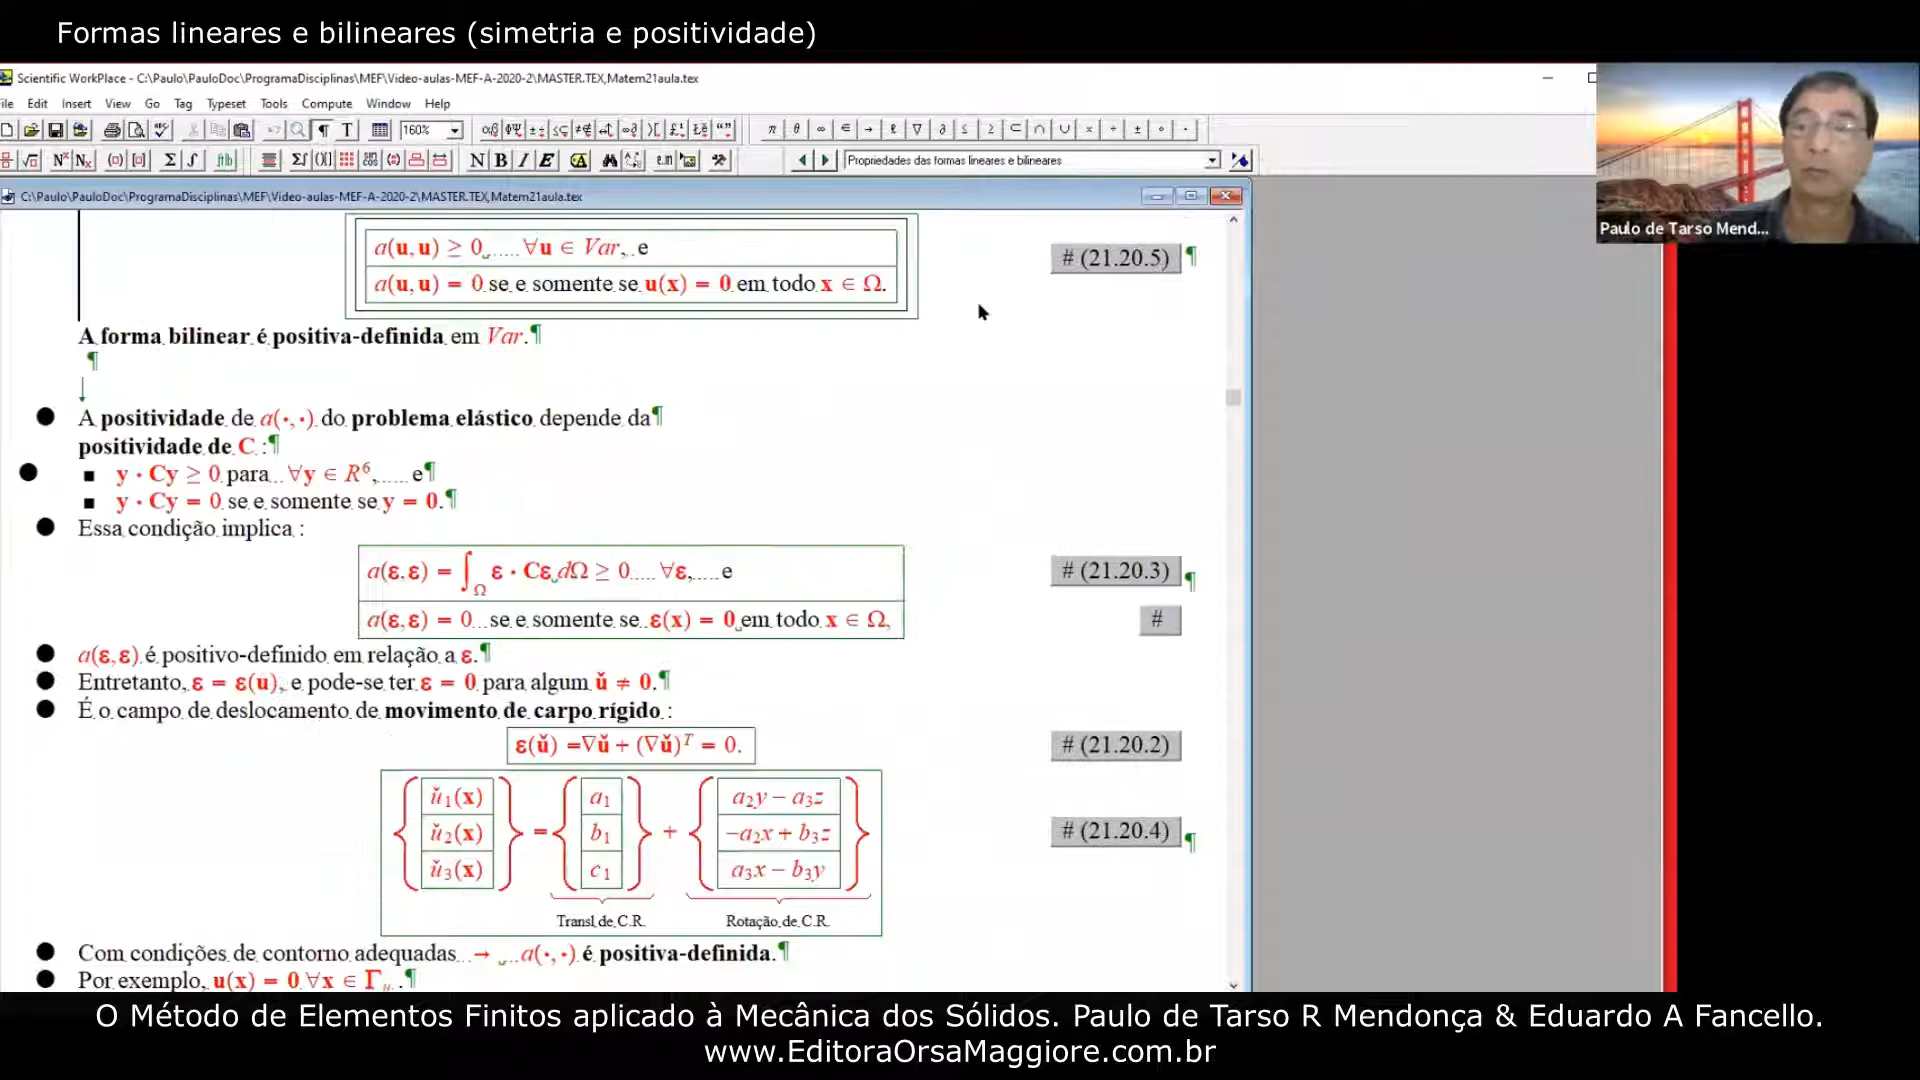 Formas lineares e bilineares (simetria e positividade)
Scientific WorkPlace - C:\Paulo\PauloDoc\ProgramaDisciplinas\MEF\Video-aulas-MEF-A-2020-2\MASTER.TEX,Matem21aula.tex
ile Edit Insert View Go Tag Typeset Tools Compute Window Help
160%
Propriedades das formas lineares e bilineares
C:\Paulo\PauloDoc\ProgramaDisciplinas\MEF\Video-aulas-MEF-A-2020-2\MASTER.TEX,Matem21aula.tex
Paulo de Tarso Mend...
a(u, u) ≥ 0 ...... ∀u ∈ Var, e
a(u, u) = 0 se e somente se u(x) = 0 em todo x ∈ Ω.
# (21.20.5) ¶
A forma bilinear é positiva-definida em Var.¶
¶
↓
● A positividade de a(·,·) do problema elástico depende da¶
positividade de C :¶
● ■ y · Cy ≥ 0 para ∀y ∈ R⁶, ..... e¶
■ y · Cy = 0 se e somente se y = 0.¶
● Essa condição implica :
a(ε, ε) = ∫_Ω ε · Cε dΩ ≥ 0 .... ∀ε, .... e
# (21.20.3) ¶
a(ε, ε) = 0 ... se e somente se ε(x) = 0 em todo x ∈ Ω,
#
● a(ε, ε) é positivo-definido em relação a ε.¶
● Entretanto, ε = ε(u), e pode-se ter ε = 0 para algum ǔ ≠ 0.¶
● É o campo de deslocamento de movimento de carpo rígido :
ε(ǔ) =∇ǔ + (∇ǔ)ᵀ = 0.
# (21.20.2)
{ ǔ₁(x) } = { a₁ } + { a₂y − a₃z }
{ ǔ₂(x) } = { b₁ } + { −a₂x + b₃z }
{ ǔ₃(x) } = { c₁ } + { a₃x − b₃y }
# (21.20.4) ¶
Transl de C.R. Rotação de C.R.
● Com condições de contorno adequadas → a(·,·) é positiva-definida.¶
● Por exemplo, u(x) = 0 ∀x ∈ Γᵤ .¶
O Método de Elementos Finitos aplicado à Mecânica dos Sólidos. Paulo de Tarso R Mendonça & Eduardo A Fancello.
www.EditoraOrsaMaggiore.com.br